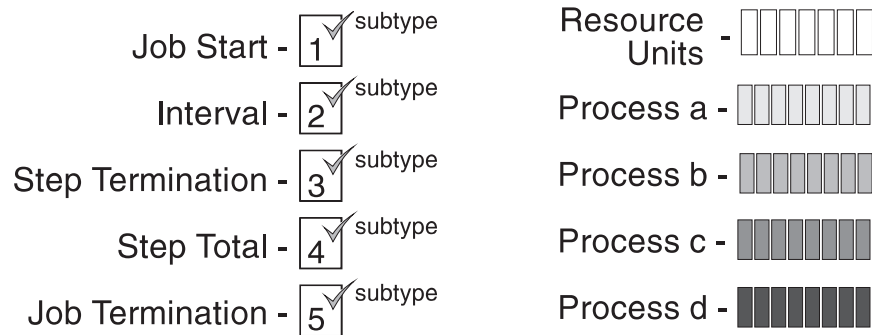 Job Start - 1 subtype
Interval - 2 subtype
Step Termination - 3 subtype
Step Total - 4 subtype
Job Termination - 5 subtype
Resource
Units -
Process a -
Process b -
Process c -
Process d -